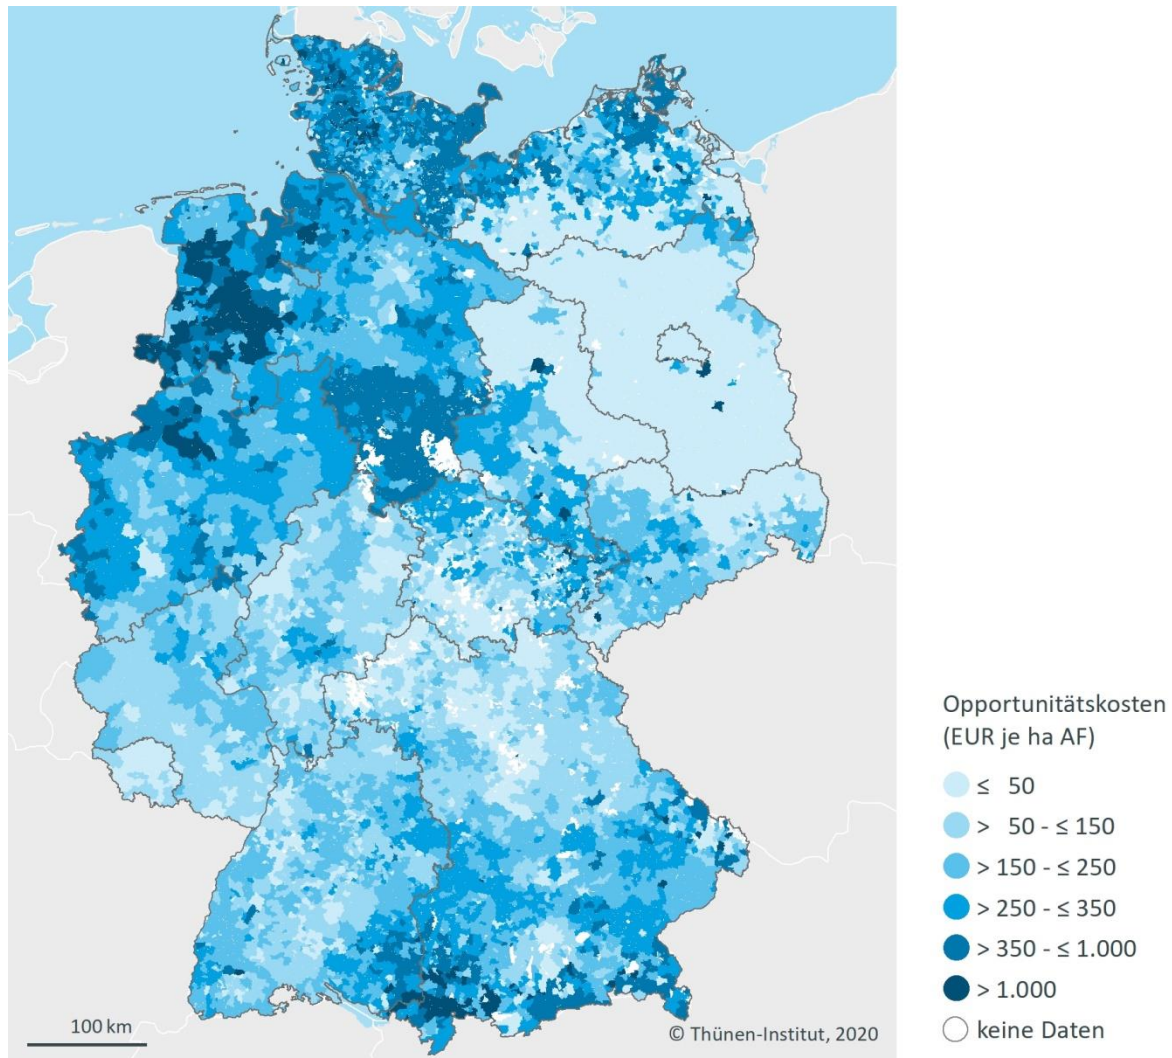 Opportunitätskosten
(EUR je ha AF)
≤ 50
> 50 - ≤ 150
> 150 - ≤ 250
> 250 - ≤ 350
> 350 - ≤ 1.000
> 1.000
keine Daten
100 km
© Thünen-Institut, 2020